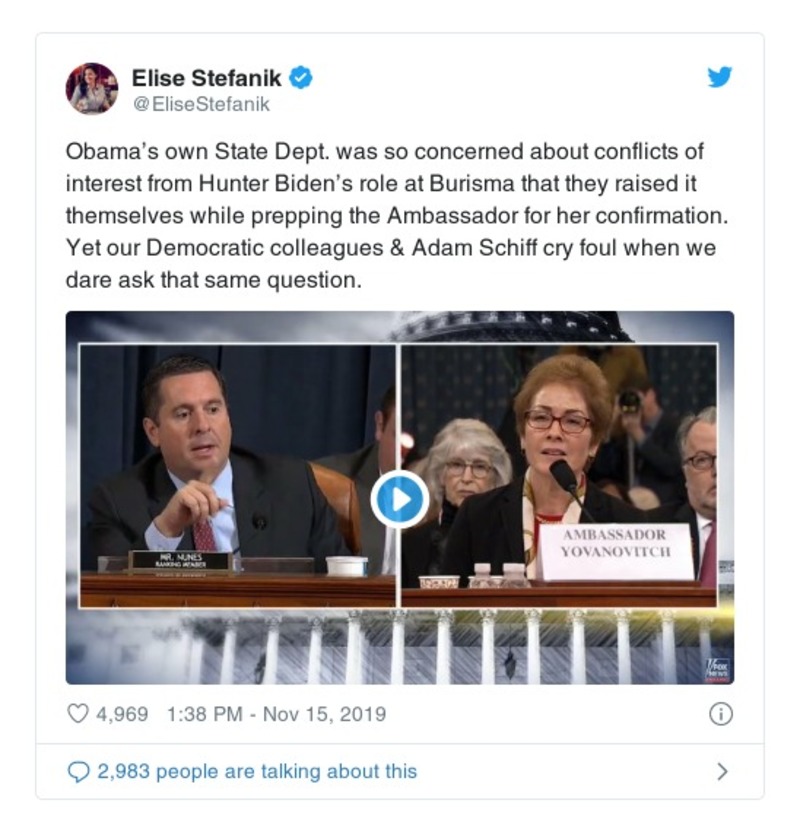 Elise Stefanik
@EliseStefanik
Obama's own State Dept. was so concerned about conflicts of
interest from Hunter Biden's role at Burisma that they raised it
themselves while prepping the Ambassador for her confirmation.
Yet our Democratic colleagues & Adam Schiff cry foul when we
dare ask that same question.
MR. NUNES
RANKING MEMBER
AMBASSADOR
YOVANOVITCH
FOX
NEWS
4,969 1:38 PM - Nov 15, 2019
2,983 people are talking about this